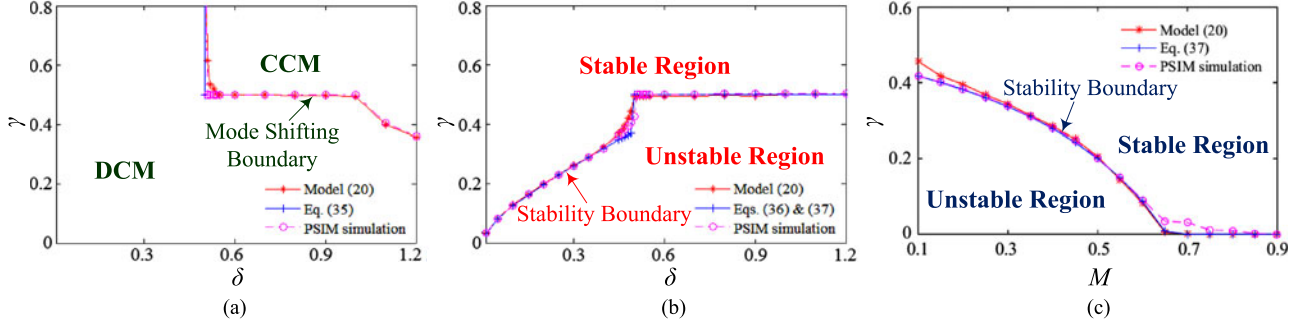 (a)
0.8
0.6
0.4
0.2
0
γ
CCM
Mode Shifting
Boundary
DCM
Model (20)
Eq. (35)
PSIM simulation
0.3
0.6
0.9
1.2
δ
(a)
0.8
0.6
0.4
0.2
0
γ
Stable Region
Unstable Region
Stability Boundary
Model (20)
Eqs. (36) & (37)
PSIM simulation
0.3
0.6
0.9
1.2
δ
(b)
0.6
0.4
0.2
0
γ
Model (20)
Eq. (37)
PSIM simulation
Stability
Boundary
Stable Region
Unstable Region
0.1
0.3
0.5
0.7
0.9
M
(c)